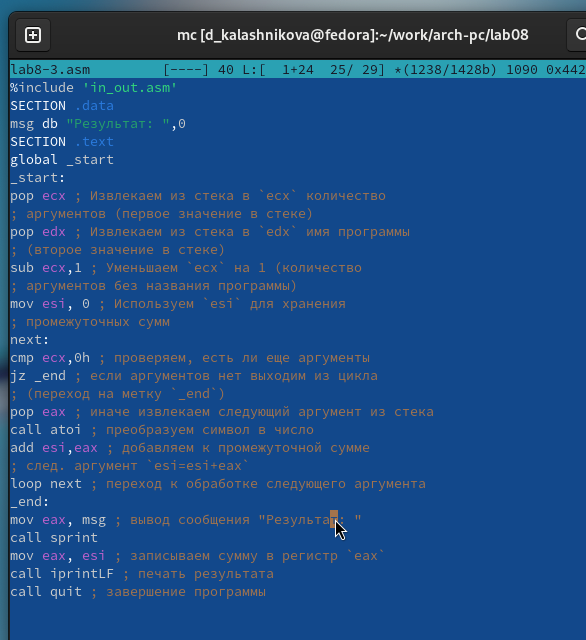 mc [d_kalashnikova@fedora]:~/work/arch-pc/lab08
lab8-3.asm [----] 40 L:[ 1+24 25/ 29] *(1238/1428b) 1090 0x442
%include 'in_out.asm'
SECTION .data
msg db "Результат: ",0
SECTION .text
global _start
_start:
pop ecx ; Извлекаем из стека в `ecx` количество
; аргументов (первое значение в стеке)
pop edx ; Извлекаем из стека в `edx` имя программы
; (второе значение в стеке)
sub ecx,1 ; Уменьшаем `ecx` на 1 (количество
; аргументов без названия программы)
mov esi, 0 ; Используем `esi` для хранения
; промежуточных сумм
next:
cmp ecx,0h ; проверяем, есть ли еще аргументы
jz _end ; если аргументов нет выходим из цикла
; (переход на метку `_end`)
pop eax ; иначе извлекаем следующий аргумент из стека
call atoi ; преобразуем символ в число
add esi,eax ; добавляем к промежуточной сумме
; след. аргумент `esi=esi+eax`
loop next ; переход к обработке следующего аргумента
_end:
mov eax, msg ; вывод сообщения "Результат: "
call sprint
mov eax, esi ; записываем сумму в регистр `eax`
call iprintLF ; печать результата
call quit ; завершение программы